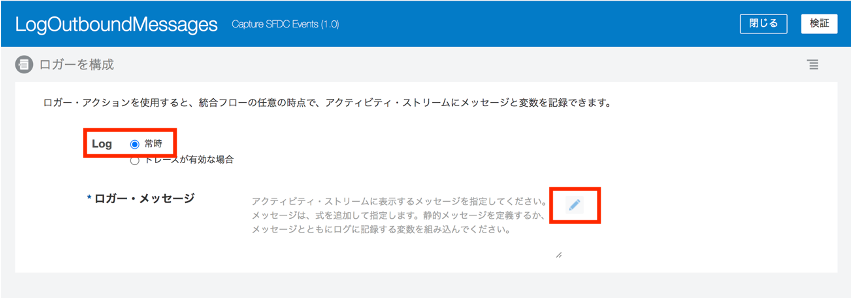 LogOutboundMessages Capture SFDC Events (1.0) 閉じる 検証
ロガーを構成
ロガー・アクションを使用すると、統合フローの任意の時点で、アクティビティ・ストリームにメッセージと変数を記録できます。
Log 常時
トレースが有効な場合
* ロガー・メッセージ
アクティビティ・ストリームに表示するメッセージを指定してください。
メッセージは、式を追加して指定します。静的メッセージを定義するか、
メッセージとともにログに記録する変数を組み込んでください。